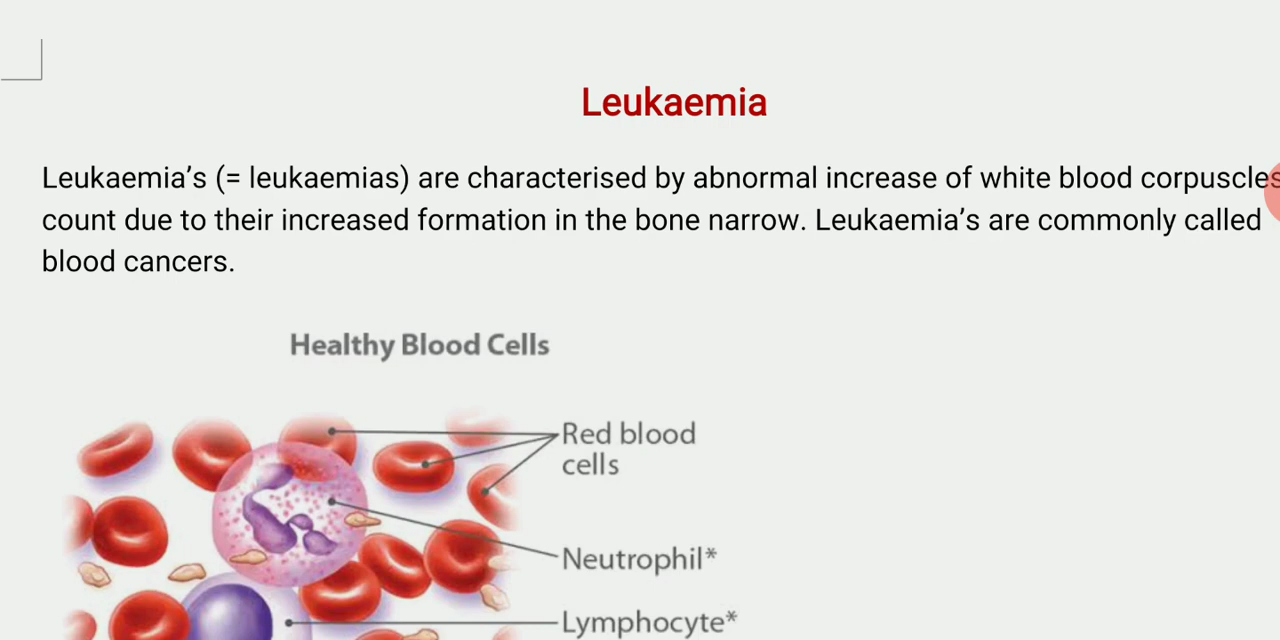 Leukaemia
Leukaemia’s (= leukaemias) are characterised by abnormal increase of white blood corpuscles
count due to their increased formation in the bone narrow. Leukaemia’s are commonly called
blood cancers.
Healthy Blood Cells
Red blood
cells
Neutrophil*
Lymphocyte*